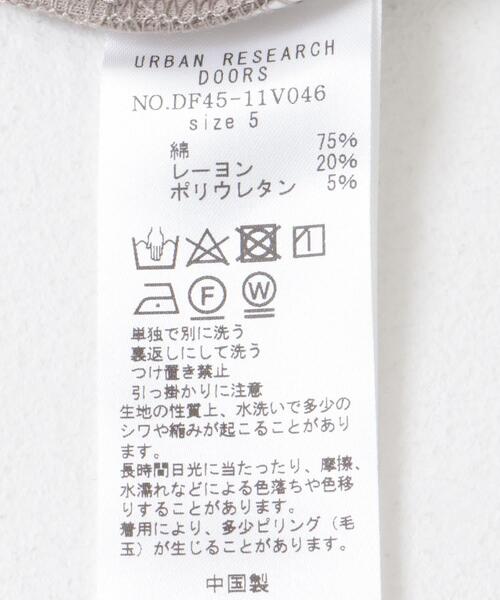 URBAN RESEARCH
DOORS
NO.DF45-11V046
size 5
綿 75%
レーヨン 20%
ポリウレタン 5%
F W
単独で別に洗う
裏返しにして洗う
つけ置き禁止
引っ掛かりに注意
生地の性質上、水洗いで多少の
シワや縮みが起こることがあり
ます。
長時間日光に当たったり、摩擦、
水濡れなどによる色落ちや色移
りすることがあります。
着用により、多少ピリング(毛
玉)が生じることがあります。
中国製